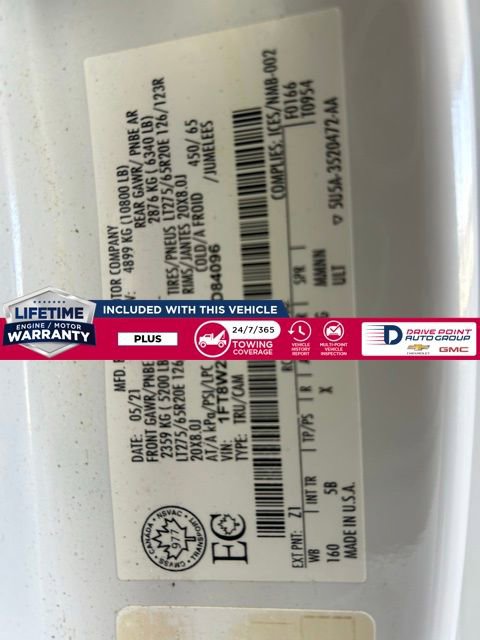 MFD.
OTOR COMPANY
DATE: 05/21
4899 KG (10800 LB)
FRONT GAWR/PNBE
REAR GAWR/ PNBE AR
2359 KG ( 5200 LB)
2876 KG ( 6340 LB)
LT275/65R20E 126
TIRES/PNEUS LT275/65R20E 126/123R
20X8.0J
RIMS/JANTES 20X8.0J
AT/A kPa/PSI/LPC
COLD/A FROID 450/ 65
VIN: 1FT8W2
D84096
TYPE: TRU/CAM
/JUMELEES
CANADA • NSVAC • TRANSPORT • CMVSS
977
EC
COMPLIES: ICES/NMB-002
F0166
T0954
EXT PNT: Z1
RC
WB INT TR TP/PS R A SPR
160 5B X G MMNN
MADE IN U.S.A. ULT
▽ 5U5A-3520472-AA
LIFETIME
ENGINE / MOTOR
WARRANTY
INCLUDED WITH THIS VEHICLE
PLUS
24/7/365
TOWING
COVERAGE
VEHICLE
HISTORY
REPORT
MULTI-POINT
VEHICLE
INSPECTION
DRIVE POINT
AUTO GROUP
CHEVROLET
GMC